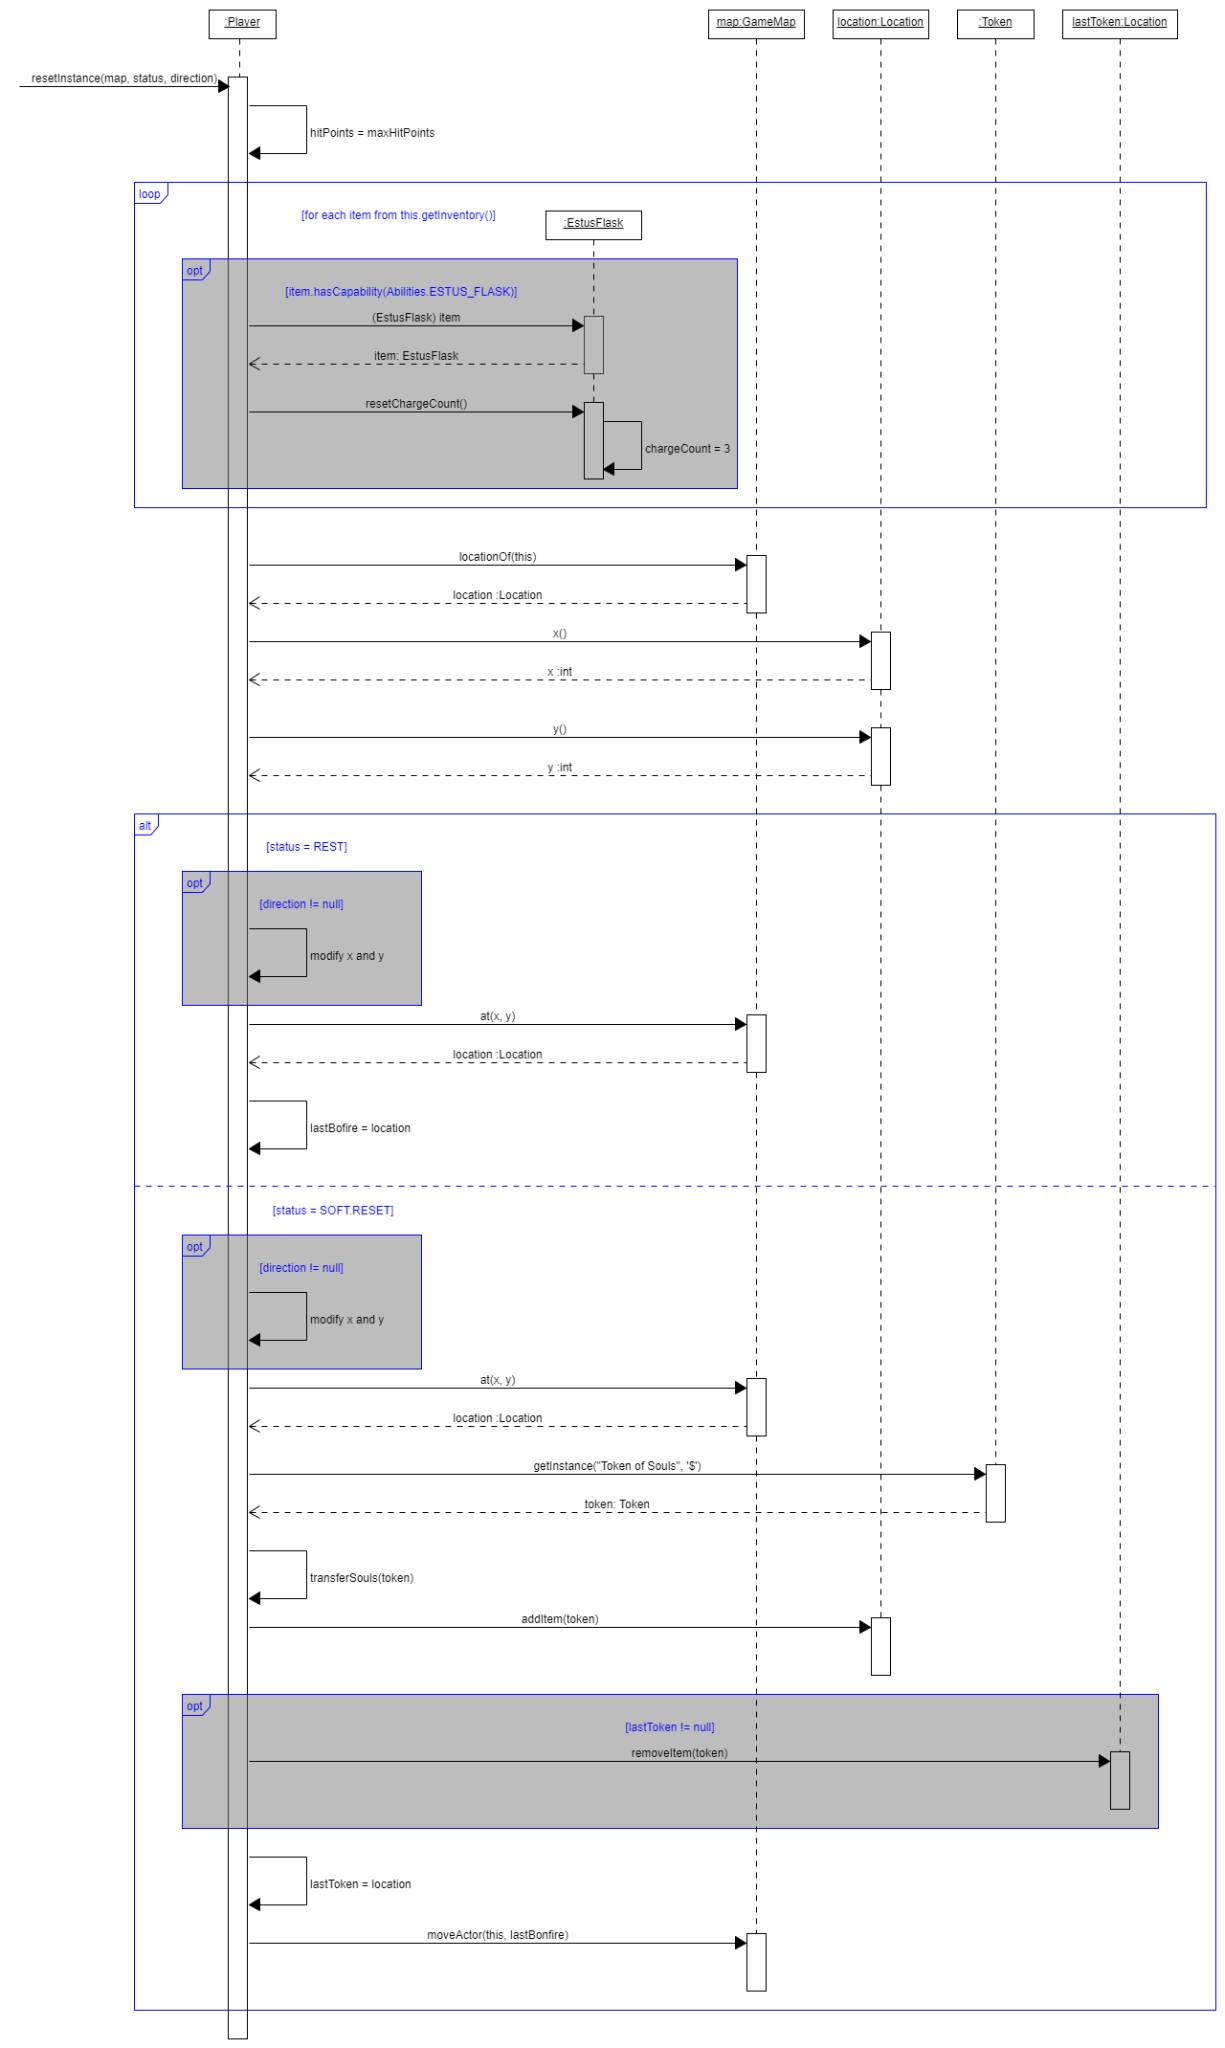 :Player
map:GameMap
location:Location
:Token
lastToken:Location
resetInstance(map, status, direction)
hitPoints = maxHitPoints
loop
[for each item from this.getInventory()]
:EstusFlask
opt
[item.hasCapability(Abilities.ESTUS_FLASK)]
(EstusFlask) item
item: EstusFlask
resetChargeCount()
chargeCount = 3
locationOf(this)
location :Location
x()
x :int
y()
y :int
alt
[status = REST]
opt
[direction != null]
modify x and y
at(x, y)
location :Location
lastBofire = location
[status = SOFT.RESET]
opt
[direction != null]
modify x and y
at(x, y)
location :Location
getInstance("Token of Souls", '$')
token: Token
transferSouls(token)
addItem(token)
opt
[lastToken != null]
removeItem(token)
lastToken = location
moveActor(this, lastBonfire)